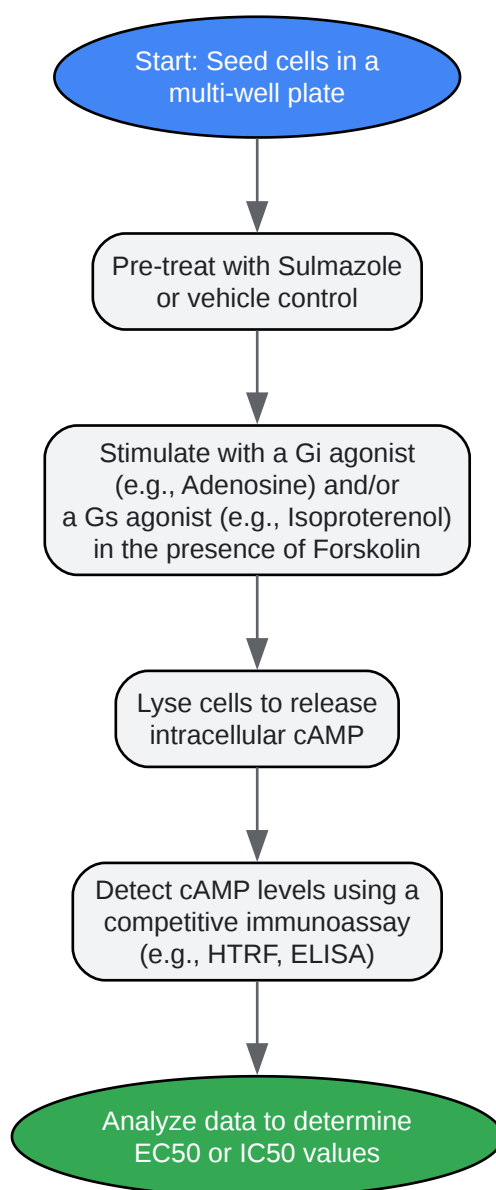 Start: Seed cells in a
multi-well plate
Pre-treat with Sulmazole
or vehicle control
Stimulate with a Gi agonist
(e.g., Adenosine) and/or
a Gs agonist (e.g., Isoproterenol)
in the presence of Forskolin
Lyse cells to release
intracellular cAMP
Detect cAMP levels using a
competitive immunoassay
(e.g., HTRF, ELISA)
Analyze data to determine
EC50 or IC50 values